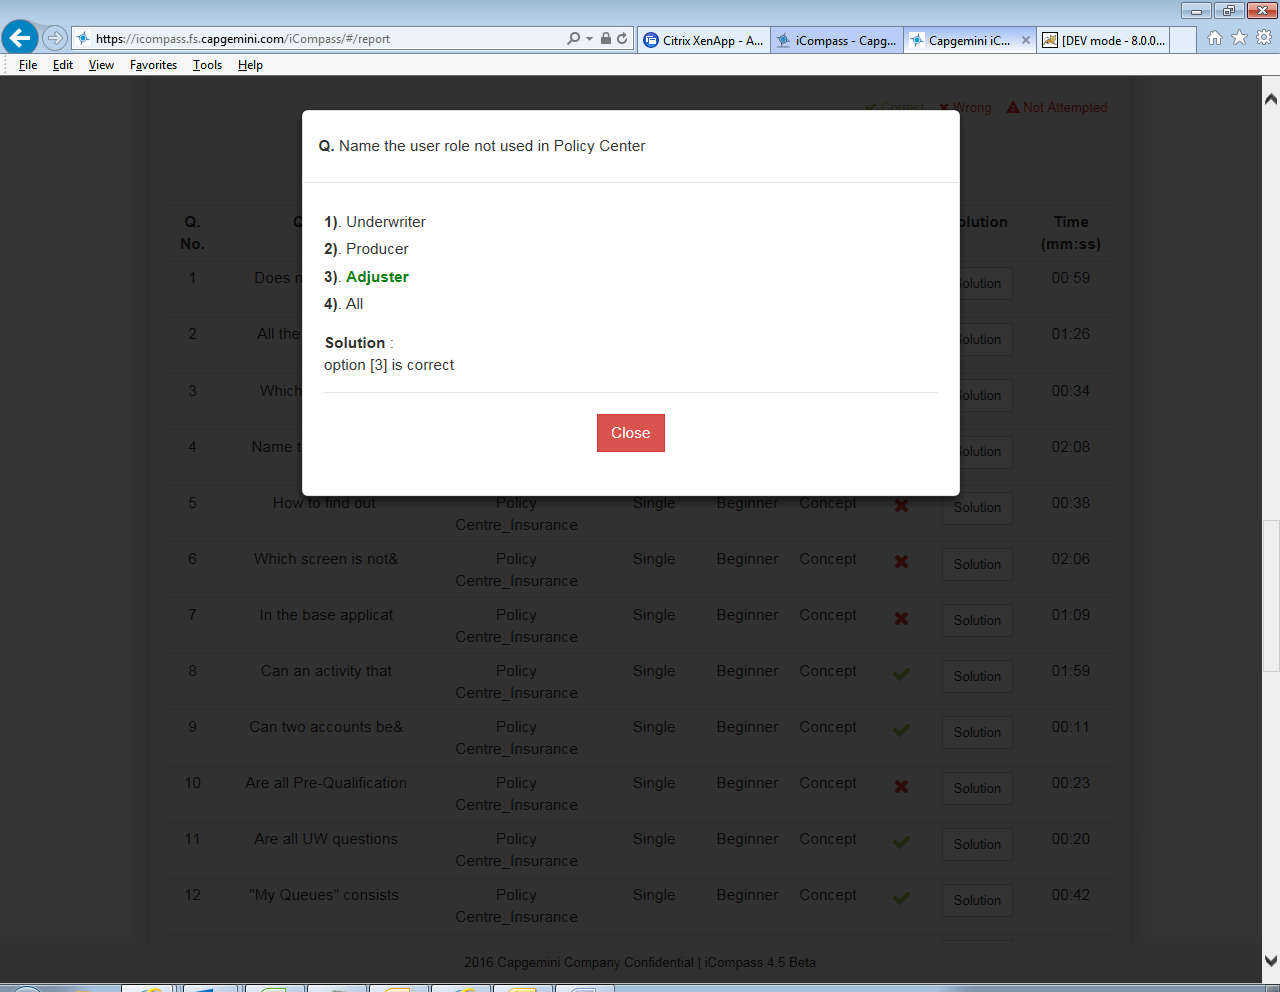 https://icompass.fs.capgemini.com/iCompass/#/report
Citrix XenApp - A...
iCompass - Capg...
Capgemini iC...
[DEV mode - 8.0.0...
File Edit View Favorites Tools Help
Correct Wrong Not Attempted
Q. Name the user role not used in Policy Center
1). Underwriter
2). Producer
3). Adjuster
4). All
Solution :
option [3] is correct
Close
Q. No. Time (mm:ss)
1 Does 00:59
2 All the 01:26
3 Which 00:34
4 Name 02:08
5 How to find out Policy Centre_Insurance Single Beginner Concept Solution 00:38
6 Which screen is not& Policy Centre_Insurance Single Beginner Concept Solution 02:06
7 In the base applicat Policy Centre_Insurance Single Beginner Concept Solution 01:09
8 Can an activity that Policy Centre_Insurance Single Beginner Concept Solution 01:59
9 Can two accounts be& Policy Centre_Insurance Single Beginner Concept Solution 00:11
10 Are all Pre-Qualification Policy Centre_Insurance Single Beginner Concept Solution 00:23
11 Are all UW questions Policy Centre_Insurance Single Beginner Concept Solution 00:20
12 "My Queues" consists Policy Centre_Insurance Single Beginner Concept Solution 00:42
2016 Capgemini Company Confidential | iCompass 4.5 Beta